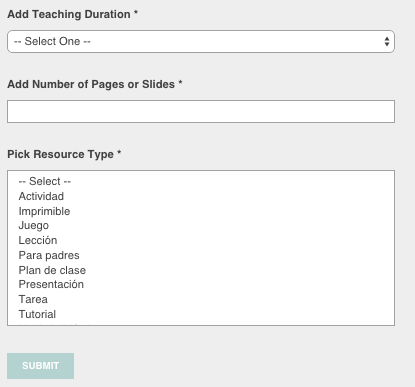 Add Teaching Duration *
-- Select One --
Add Number of Pages or Slides *
Pick Resource Type *
-- Select --
Actividad
Imprimible
Juego
Lección
Para padres
Plan de clase
Presentación
Tarea
Tutorial
SUBMIT